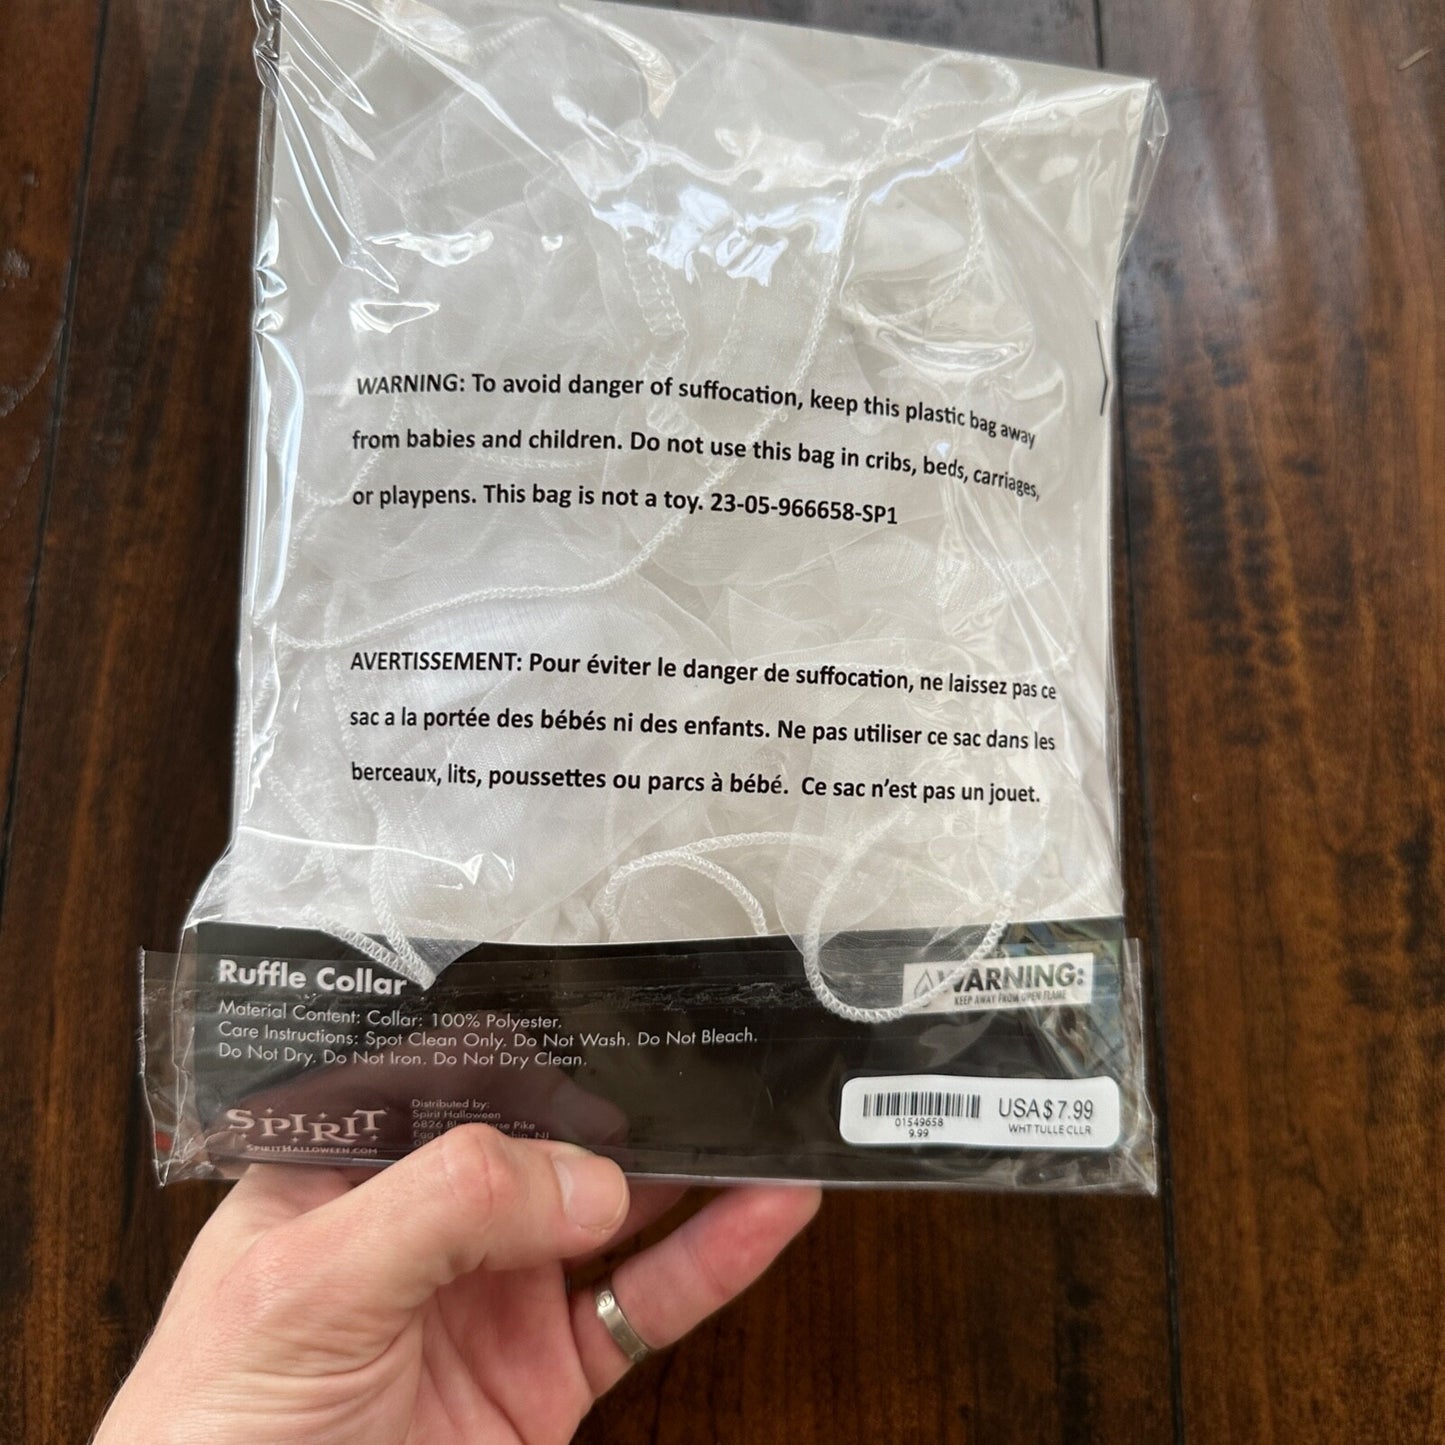 WARNING: To avoid danger of suffocation, keep this plastic bag away
from babies and children. Do not use this bag in cribs, beds, carriages,
or playpens. This bag is not a toy. 23-05-966658-SP1
AVERTISSEMENT: Pour éviter le danger de suffocation, ne laissez pas ce
sac a la portée des bébés ni des enfants. Ne pas utiliser ce sac dans les
berceaux, lits, poussettes ou parcs à bébé. Ce sac n’est pas un jouet.
Ruffle Collar
Material Content: Collar: 100% Polyester.
Care Instructions: Spot Clean Only. Do Not Wash. Do Not Bleach.
Do Not Dry. Do Not Iron. Do Not Dry Clean.
WARNING:
KEEP AWAY FROM OPEN FLAME
SPIRIT
SPIRITHALLOWEEN.COM
Distributed by:
Spirit Halloween
6826 Pike
Egg NJ
01549658
9.99
USA$7.99
WHT TULLE CLLR